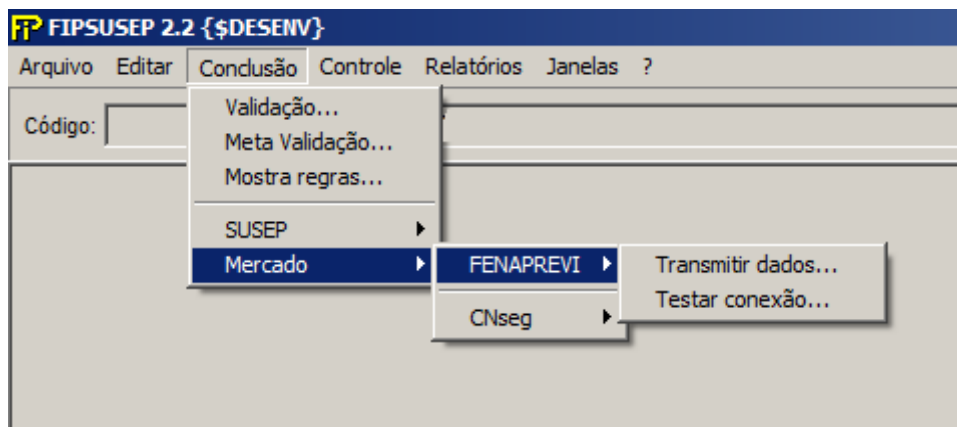 FIPSUSEP 2.2 {$DESENV}
Arquivo Editar Conclusão Controle Relatórios Janelas ?
Código:
Validação...
Meta Validação...
Mostra regras...
SUSEP
Mercado
FENAPREVI
CNseg
Transmitir dados...
Testar conexão...